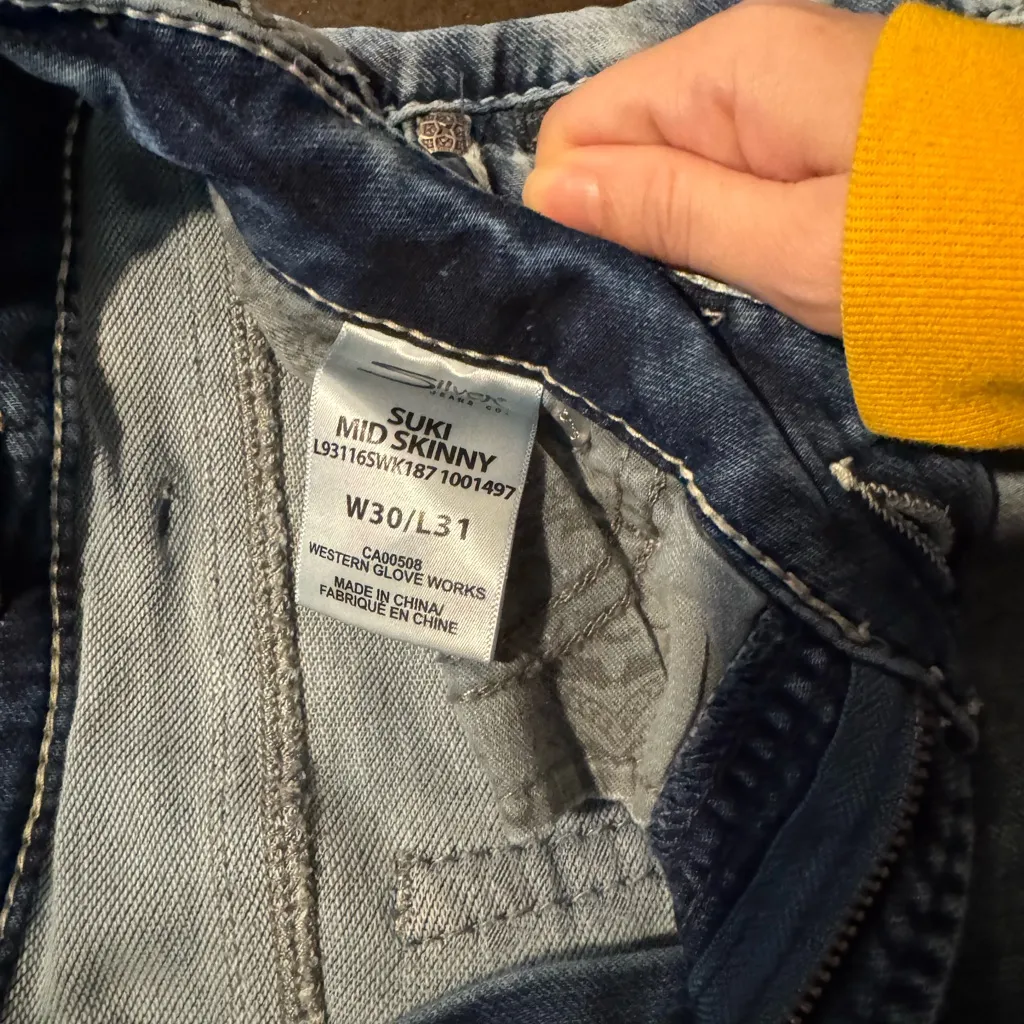 Silver
JEANS CO.
SUKI
MID SKINNY
L93116SWK187 1001497
W30/L31
CA00508
WESTERN GLOVE WORKS
MADE IN CHINA/
FABRIQUÉ EN CHINE